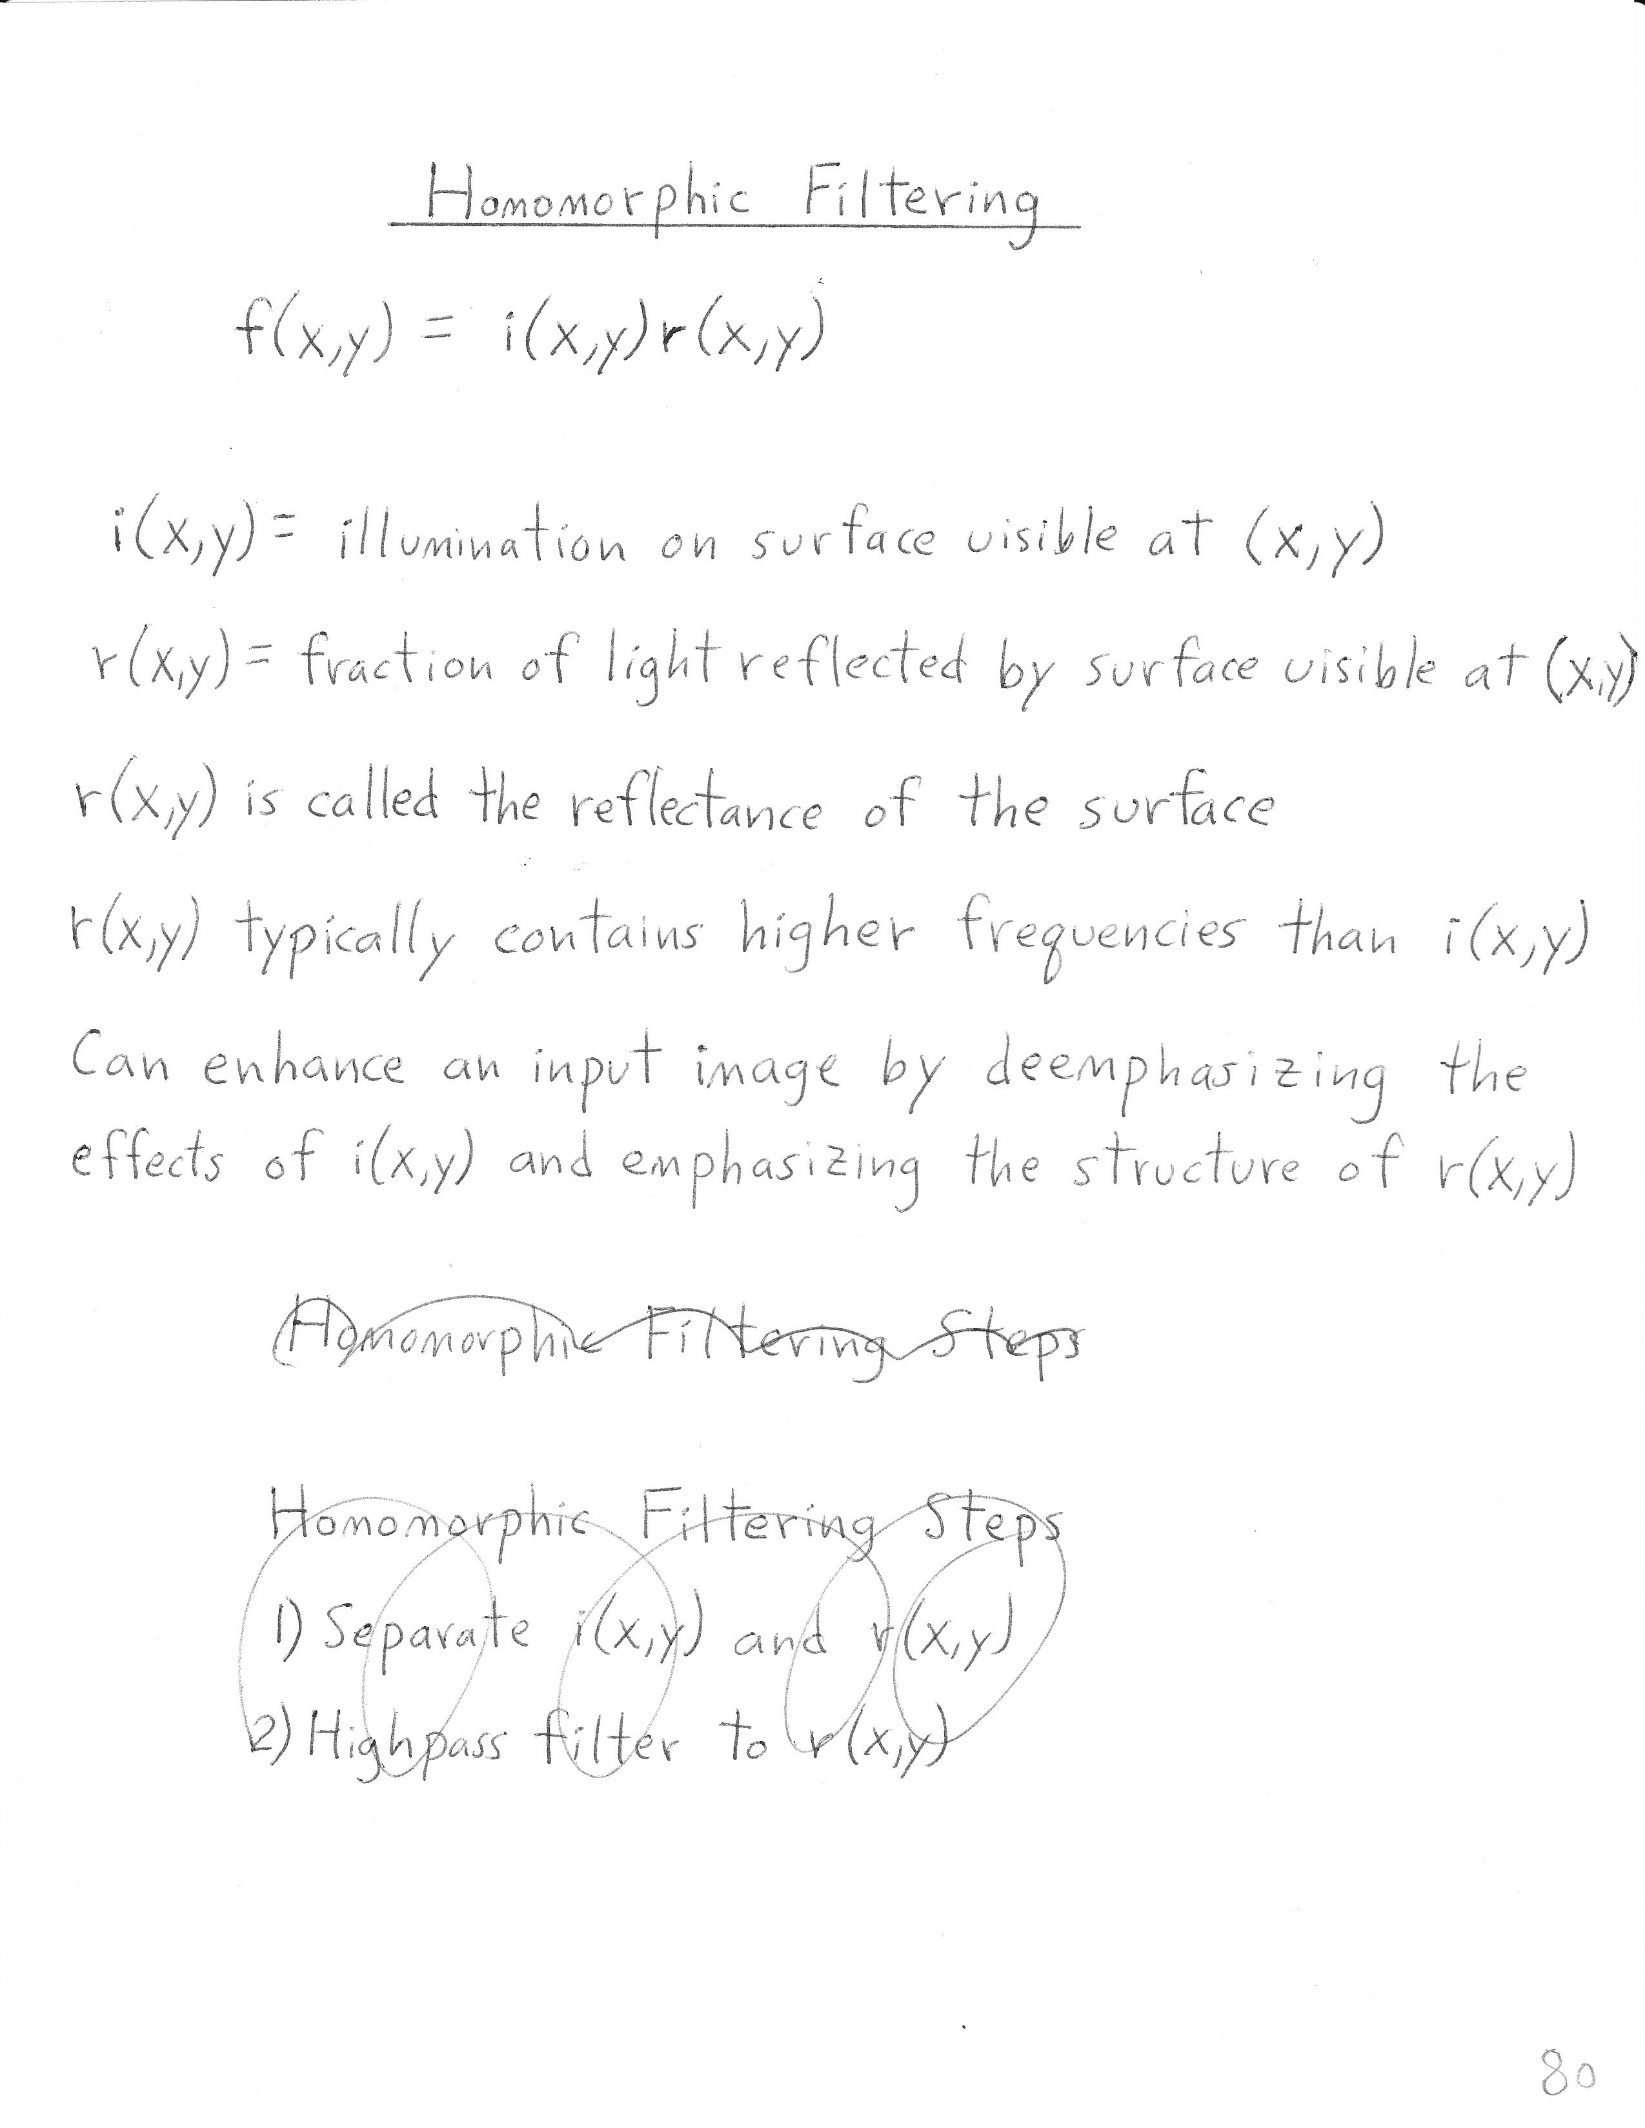 Homomorphic Filtering
f(x,y) = i(x,y)r(x,y)
i(x,y) = illumination on surface visible at (x,y)
r(x,y) = fraction of light reflected by surface visible at (x,y)
r(x,y) is called the reflectance of the surface
r(x,y) typically contains higher frequencies than i(x,y)
Can enhance an input image by deemphasizing the
effects of i(x,y) and emphasizing the structure of r(x,y)
Homomorphic Filtering Steps
Homomorphic Filtering Steps
1) Separate i(x,y) and r(x,y)
2) Highpass filter to r(x,y)
80